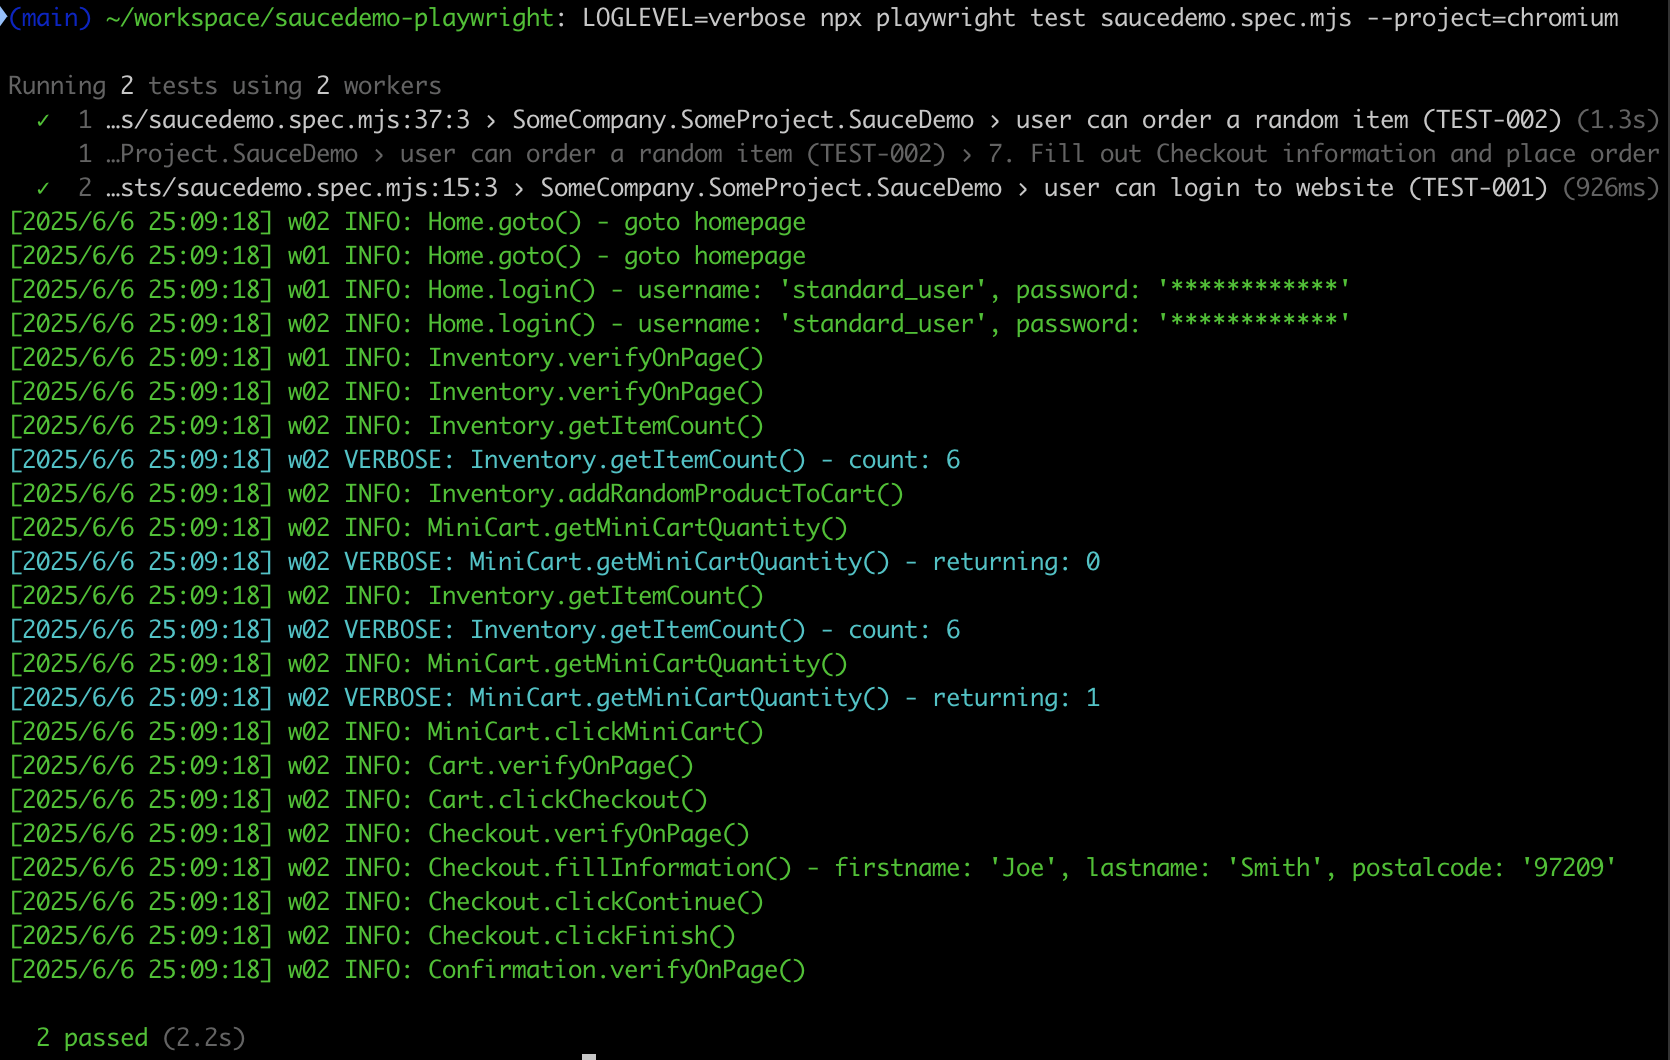 (main) ~/workspace/saucedemo-playwright: LOGLEVEL=verbose npx playwright test saucedemo.spec.mjs --project=chromium
Running 2 tests using 2 workers
✓ 1 …s/saucedemo.spec.mjs:37:3 › SomeCompany.SomeProject.SauceDemo › user can order a random item (TEST-002) (1.3s)
1 …Project.SauceDemo › user can order a random item (TEST-002) › 7. Fill out Checkout information and place order
✓ 2 …sts/saucedemo.spec.mjs:15:3 › SomeCompany.SomeProject.SauceDemo › user can login to website (TEST-001) (926ms)
[2025/6/6 25:09:18] w02 INFO: Home.goto() - goto homepage
[2025/6/6 25:09:18] w01 INFO: Home.goto() - goto homepage
[2025/6/6 25:09:18] w01 INFO: Home.login() - username: 'standard_user', password: '************'
[2025/6/6 25:09:18] w02 INFO: Home.login() - username: 'standard_user', password: '************'
[2025/6/6 25:09:18] w01 INFO: Inventory.verifyOnPage()
[2025/6/6 25:09:18] w02 INFO: Inventory.verifyOnPage()
[2025/6/6 25:09:18] w02 INFO: Inventory.getItemCount()
[2025/6/6 25:09:18] w02 VERBOSE: Inventory.getItemCount() - count: 6
[2025/6/6 25:09:18] w02 INFO: Inventory.addRandomProductToCart()
[2025/6/6 25:09:18] w02 INFO: MiniCart.getMiniCartQuantity()
[2025/6/6 25:09:18] w02 VERBOSE: MiniCart.getMiniCartQuantity() - returning: 0
[2025/6/6 25:09:18] w02 INFO: Inventory.getItemCount()
[2025/6/6 25:09:18] w02 VERBOSE: Inventory.getItemCount() - count: 6
[2025/6/6 25:09:18] w02 INFO: MiniCart.getMiniCartQuantity()
[2025/6/6 25:09:18] w02 VERBOSE: MiniCart.getMiniCartQuantity() - returning: 1
[2025/6/6 25:09:18] w02 INFO: MiniCart.clickMiniCart()
[2025/6/6 25:09:18] w02 INFO: Cart.verifyOnPage()
[2025/6/6 25:09:18] w02 INFO: Cart.clickCheckout()
[2025/6/6 25:09:18] w02 INFO: Checkout.verifyOnPage()
[2025/6/6 25:09:18] w02 INFO: Checkout.fillInformation() - firstname: 'Joe', lastname: 'Smith', postalcode: '97209'
[2025/6/6 25:09:18] w02 INFO: Checkout.clickContinue()
[2025/6/6 25:09:18] w02 INFO: Checkout.clickFinish()
[2025/6/6 25:09:18] w02 INFO: Confirmation.verifyOnPage()
2 passed (2.2s)